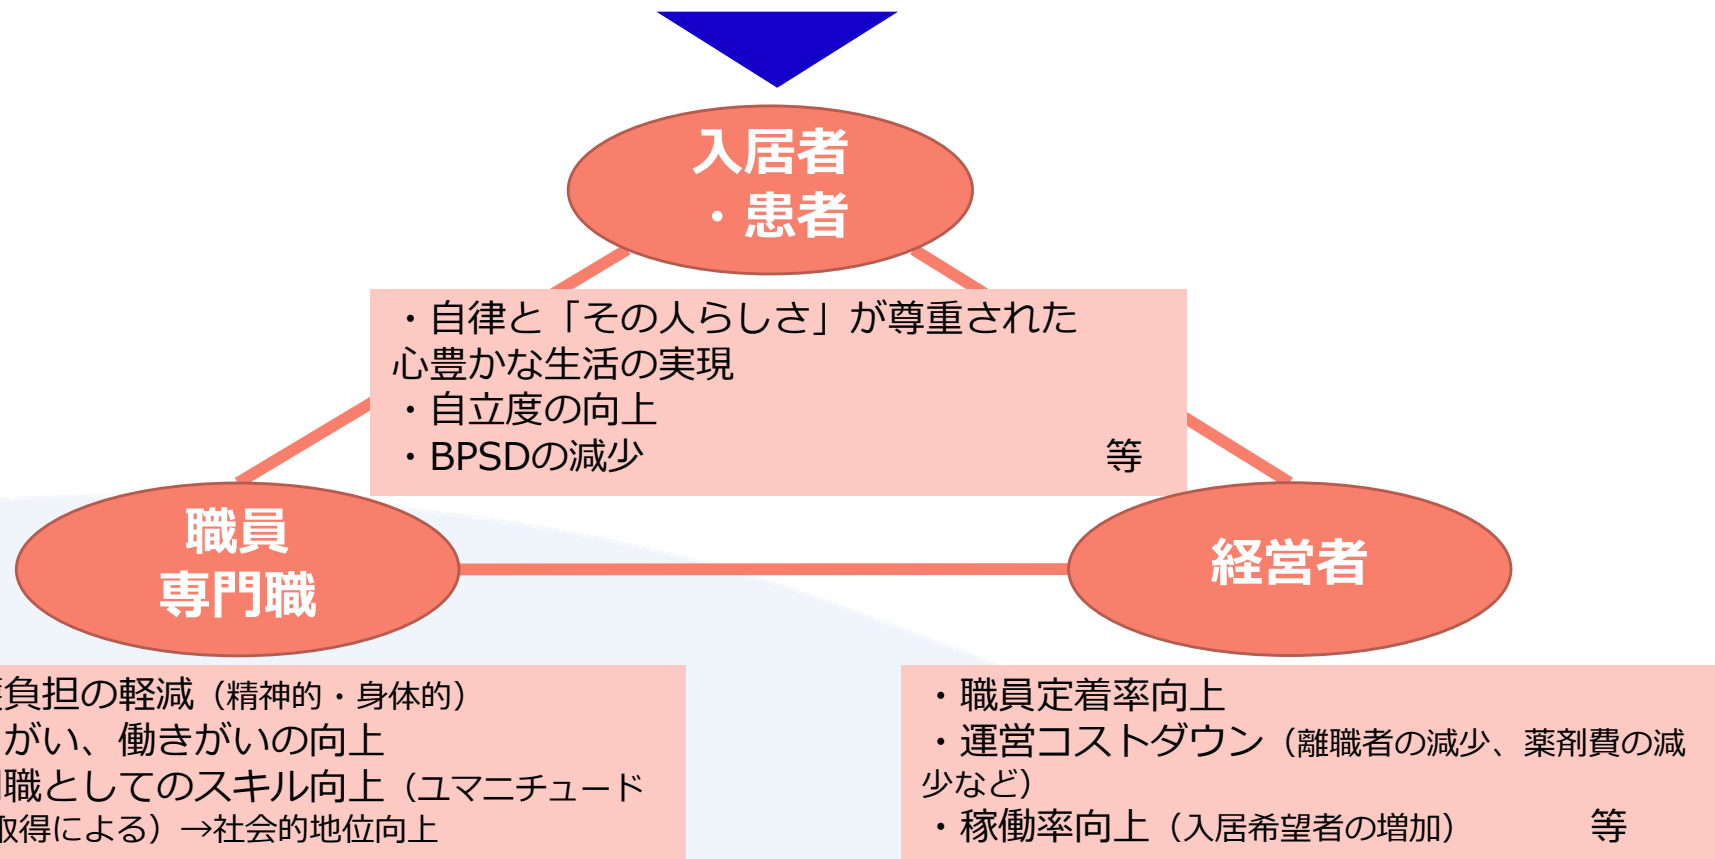 入居者
・患者
・自律と「その人らしさ」が尊重された
心豊かな生活の実現
・自立度の向上
・BPSDの減少 等
職員
専門職
経営者
負担の軽減（精神的・身体的）
がい、働きがいの向上
職としてのスキル向上（ユマニチュード
取得による）→社会的地位向上
・職員定着率向上
・運営コストダウン（離職者の減少、薬剤費の減
少など）
・稼働率向上（入居希望者の増加） 等